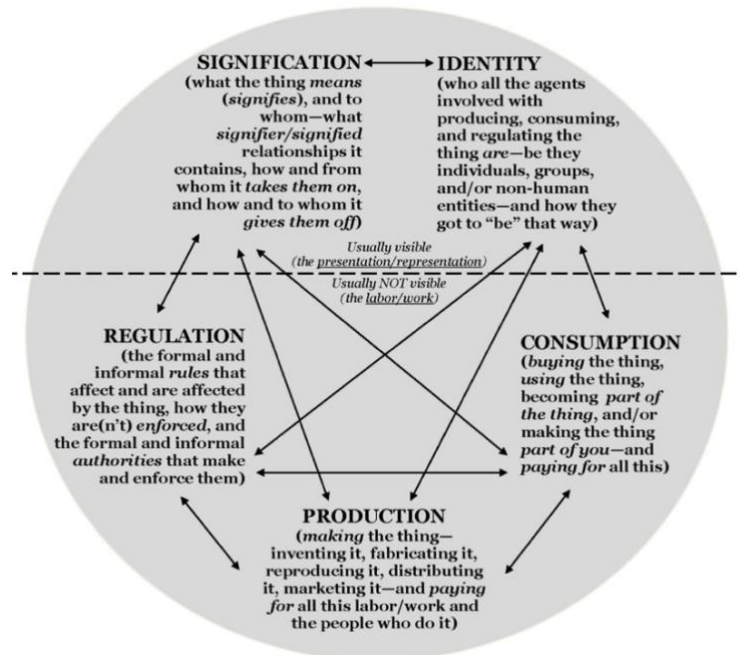 SIGNIFICATION
(what the thing means
(signifies), and to
whom—what
signifier/signified
relationships it
contains, how and from
whom it takes them on,
and how and to whom it
gives them off)
IDENTITY
(who all the agents
involved with
producing, consuming,
and regulating the
thing are—be they
individuals, groups,
and/or non-human
entities—and how they
got to “be” that way)
Usually visible
(the presentation/representation)
Usually NOT visible
(the labor/work)
REGULATION
(the formal and
informal rules that
affect and are affected
by the thing, how they
are(n’t) enforced, and
the formal and informal
authorities that make
and enforce them)
CONSUMPTION
(buying the thing,
using the thing,
becoming part of
the thing, and/or
making the thing
part of you—and
paying for all this)
PRODUCTION
(making the thing—
inventing it, fabricating it,
reproducing it, distributing
it, marketing it—and paying
for all this labor/work and
the people who do it)